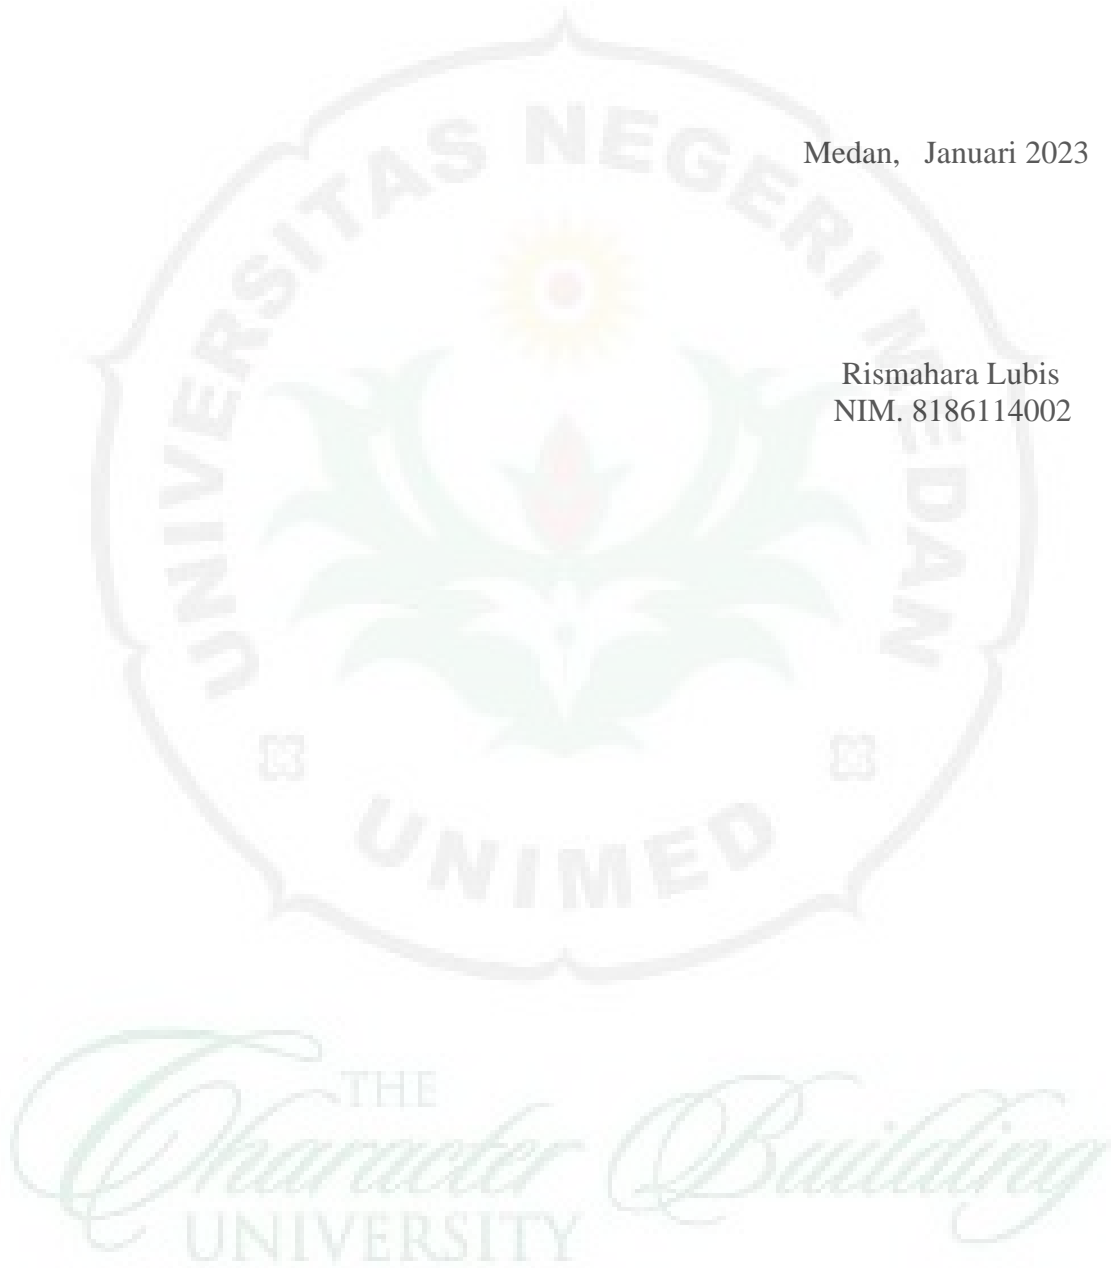 Medan, Januari 2023
Rismahara Lubis
NIM. 8186114002
UNIVERSITAS NEGERI MEDAN
UNIMED
THE
Character Building
UNIVERSITY